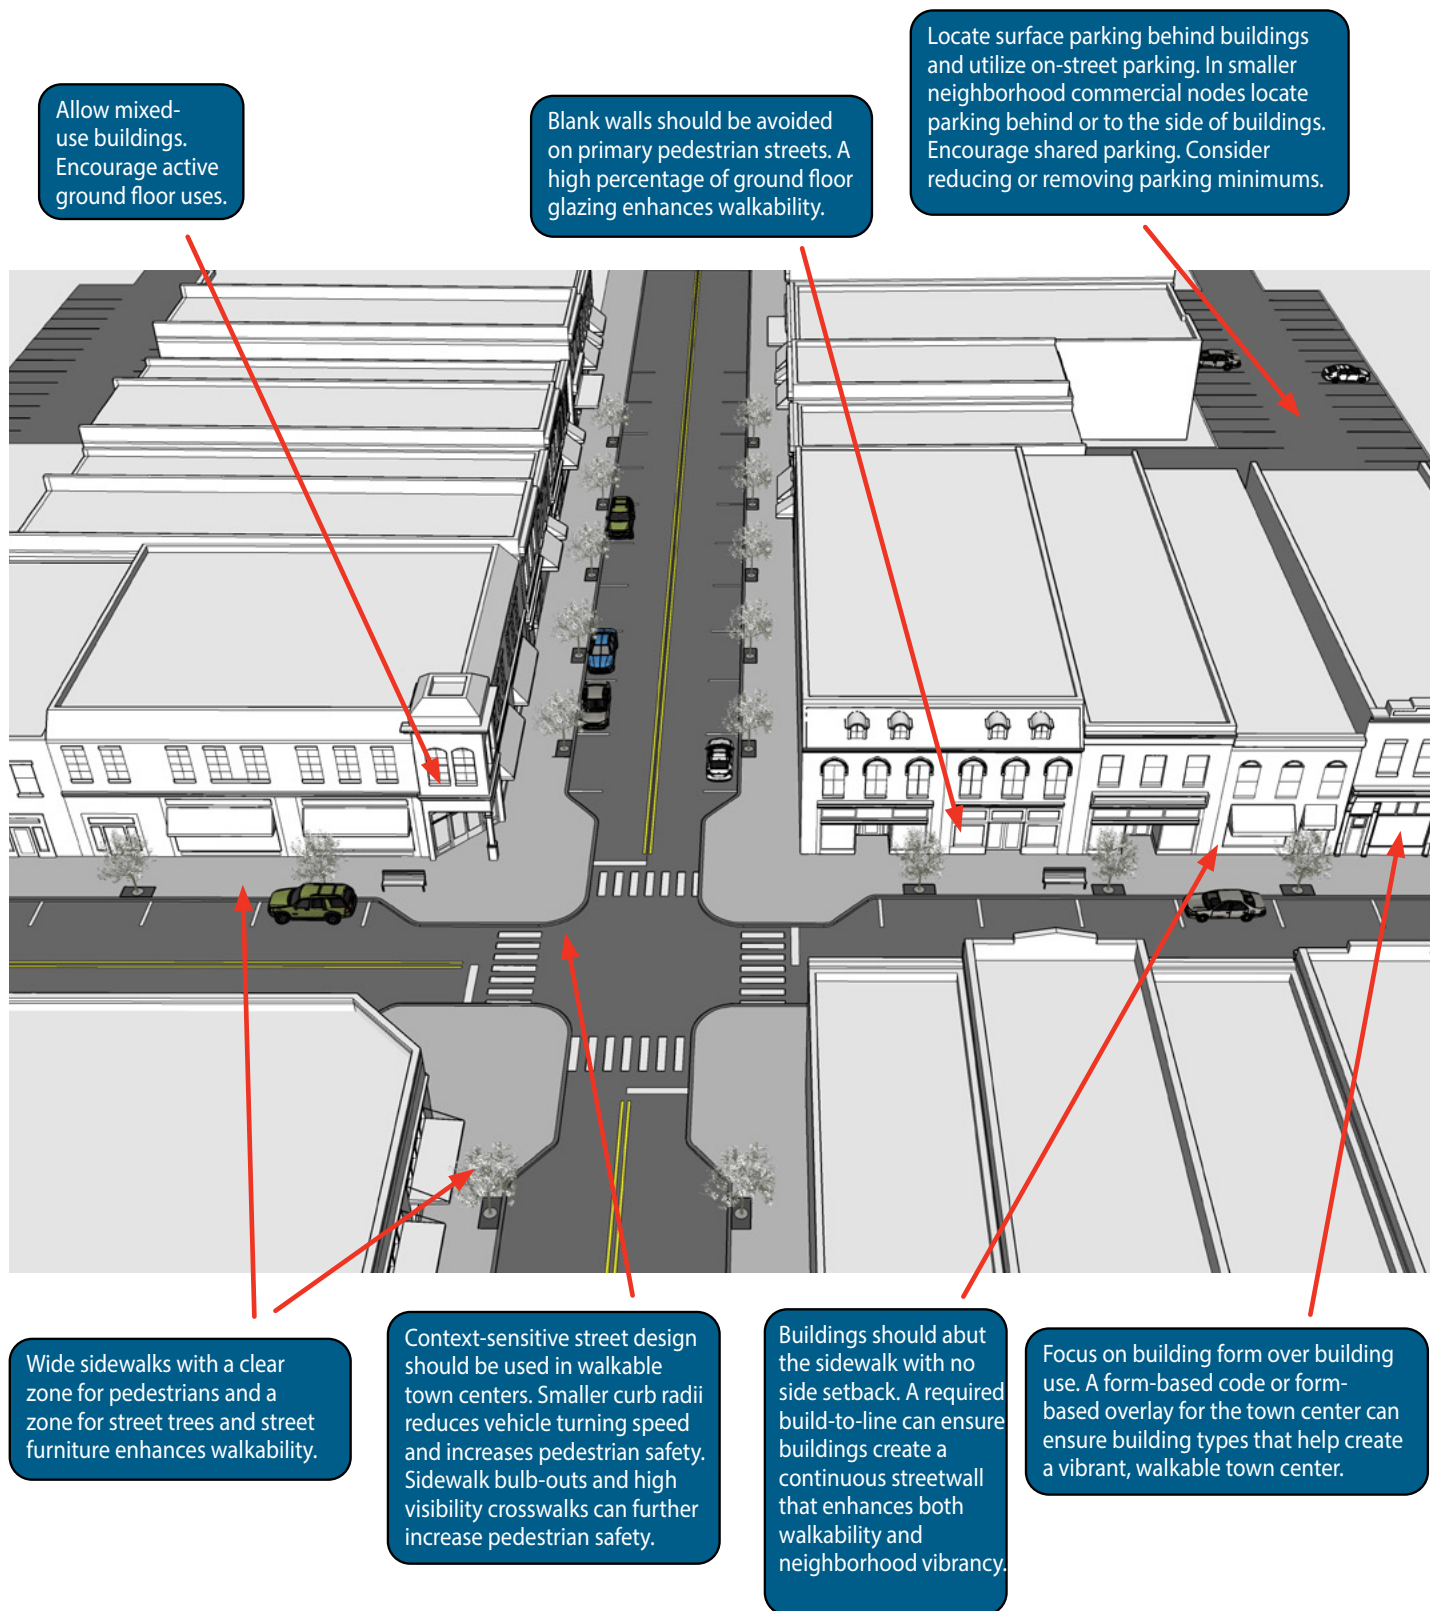 Allow mixed-
use buildings.
Encourage active
ground floor uses.
Blank walls should be avoided
on primary pedestrian streets. A
high percentage of ground floor
glazing enhances walkability.
Locate surface parking behind buildings
and utilize on-street parking. In smaller
neighborhood commercial nodes locate
parking behind or to the side of buildings.
Encourage shared parking. Consider
reducing or removing parking minimums.
Wide sidewalks with a clear
zone for pedestrians and a
zone for street trees and street
furniture enhances walkability.
Context-sensitive street design
should be used in walkable
town centers. Smaller curb radii
reduces vehicle turning speed
and increases pedestrian safety.
Sidewalk bulb-outs and high
visibility crosswalks can further
increase pedestrian safety.
Buildings should abut
the sidewalk with no
side setback. A required
build-to-line can ensure
buildings create a
continuous streetwall
that enhances both
walkability and
neighborhood vibrancy.
Focus on building form over building
use. A form-based code or form-
based overlay for the town center can
ensure building types that help create
a vibrant, walkable town center.